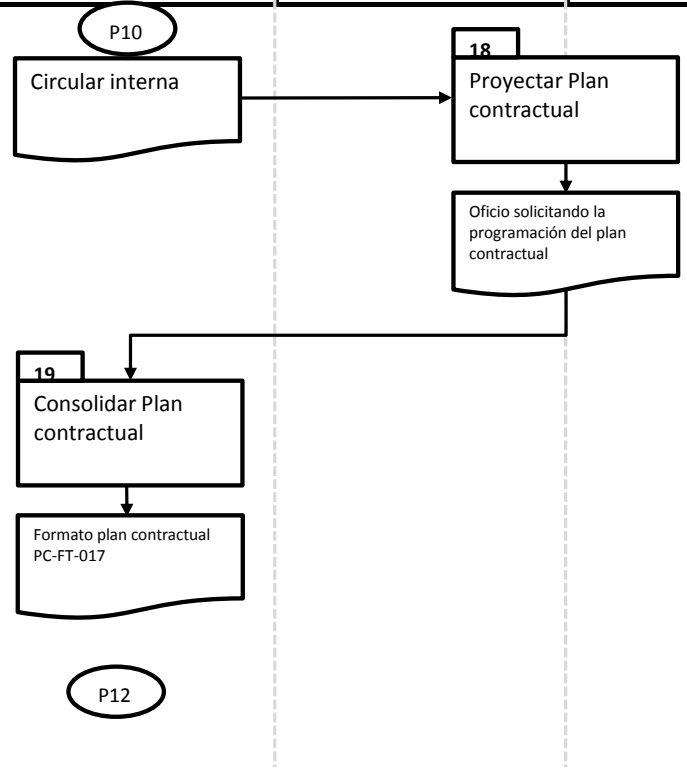 P10
Circular interna
18
Proyectar Plan
contractual
Oficio solicitando la
programación del plan
contractual
19
Consolidar Plan
contractual
Formato plan contractual
PC-FT-017
P12